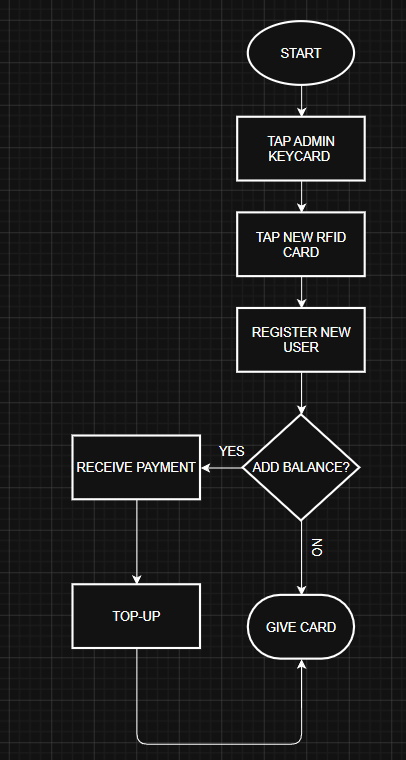 START
TAP ADMIN
KEYCARD
TAP NEW RFID
CARD
REGISTER NEW
USER
ADD BALANCE?
YES
RECEIVE PAYMENT
NO
TOP-UP
GIVE CARD